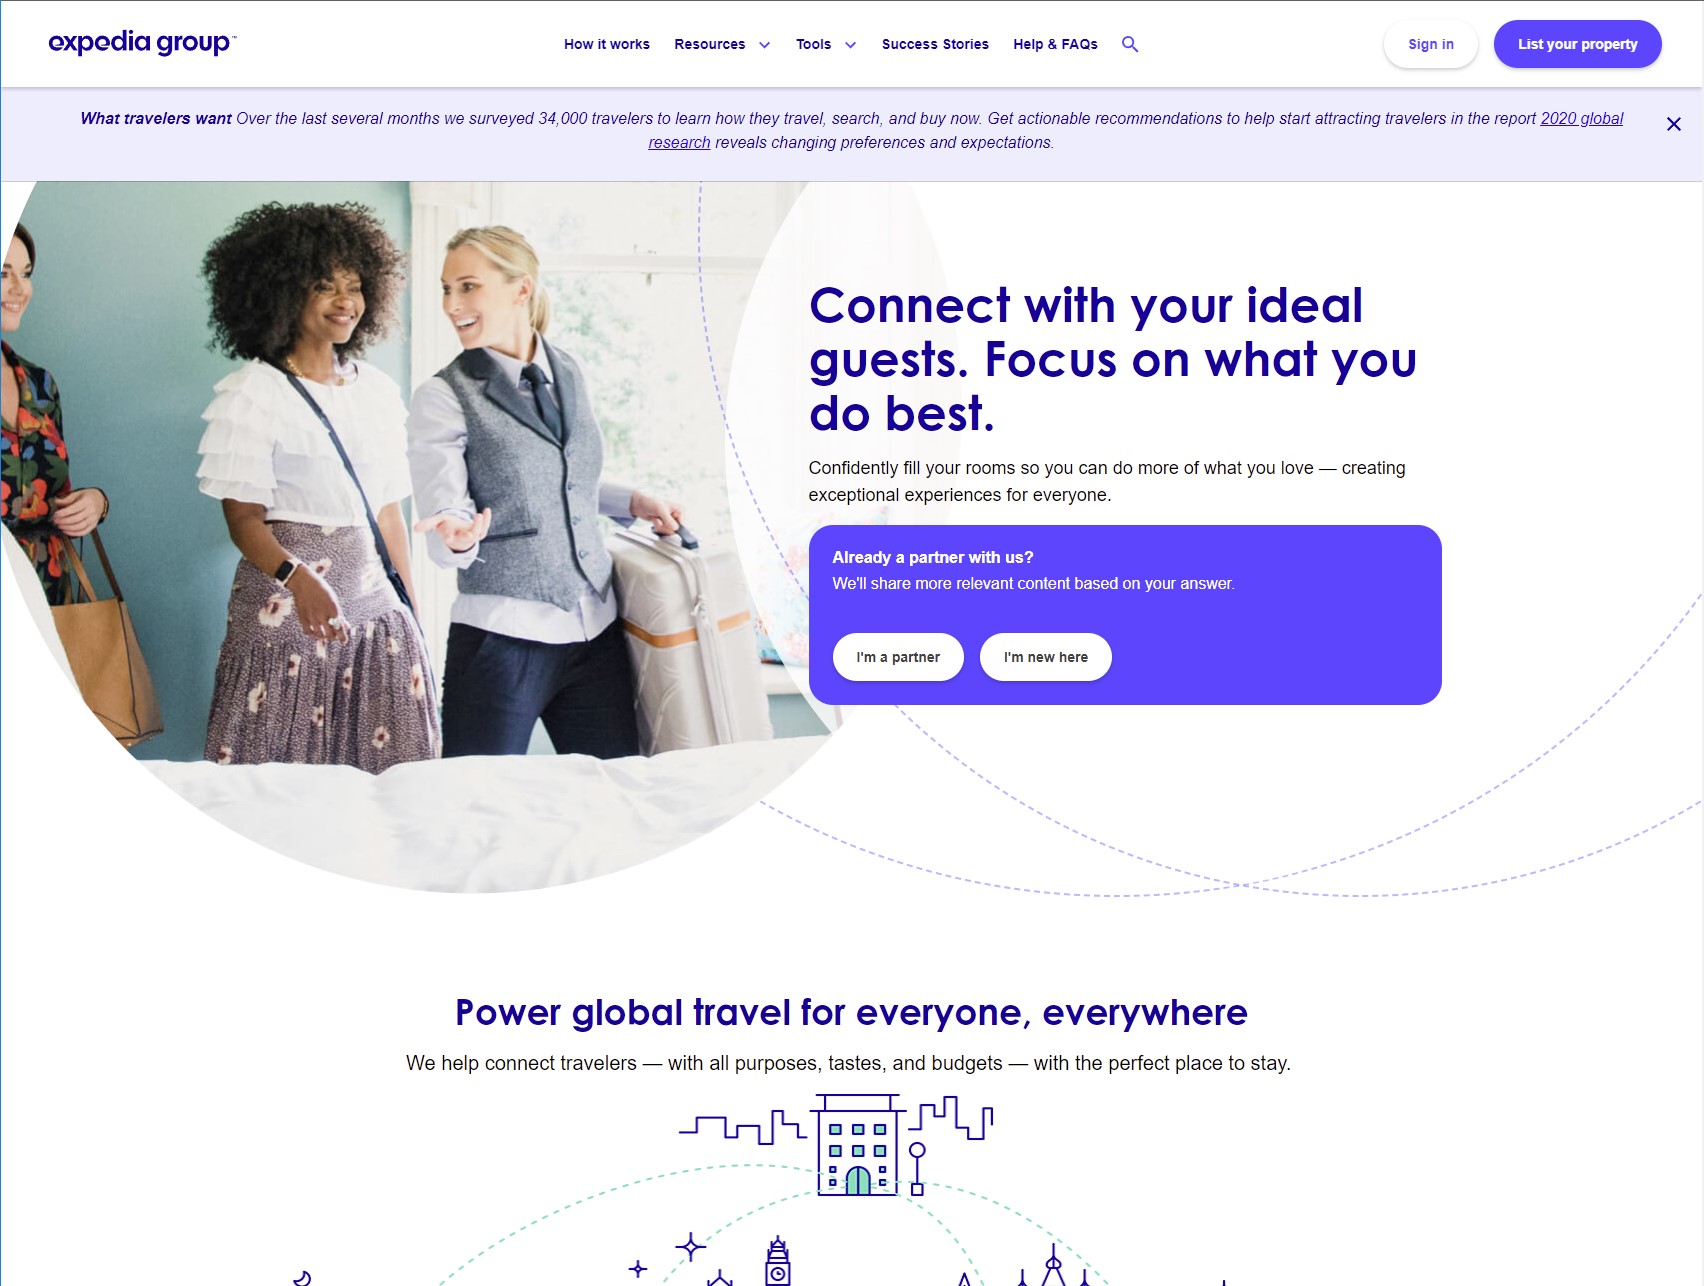 expedia group™
How it works
Resources
Tools
Success Stories
Help & FAQs
Sign in
List your property
What travelers want Over the last several months we surveyed 34,000 travelers to learn how they travel, search, and buy now. Get actionable recommendations to help start attracting travelers in the report 2020 global
research reveals changing preferences and expectations.
Connect with your ideal
guests. Focus on what you
do best.
Confidently fill your rooms so you can do more of what you love — creating
exceptional experiences for everyone.
Already a partner with us?
We'll share more relevant content based on your answer.
I'm a partner
I'm new here
Power global travel for everyone, everywhere
We help connect travelers — with all purposes, tastes, and budgets — with the perfect place to stay.